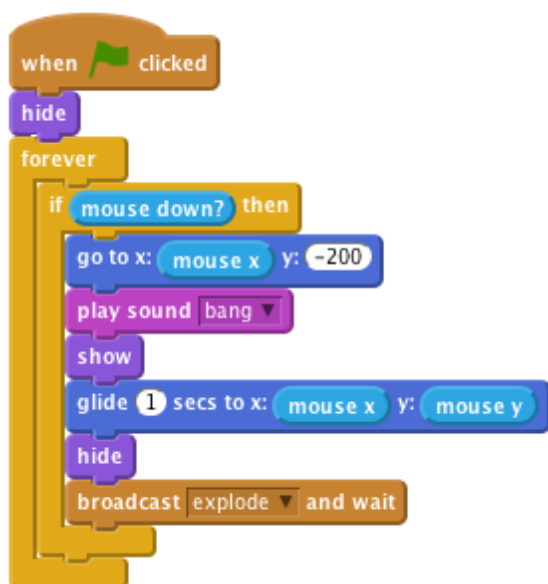 when clicked
hide
forever
if mouse down? then
go to x: mouse x y: -200
play sound bang
show
glide 1 secs to x: mouse x y: mouse y
hide
broadcast explode and wait